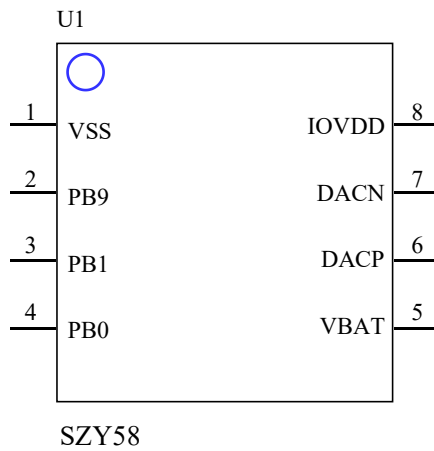 U1
1 VSS IOVDD 8
2 PB9 DACN 7
3 PB1 DACP 6
4 PB0 VBAT 5
SZY58